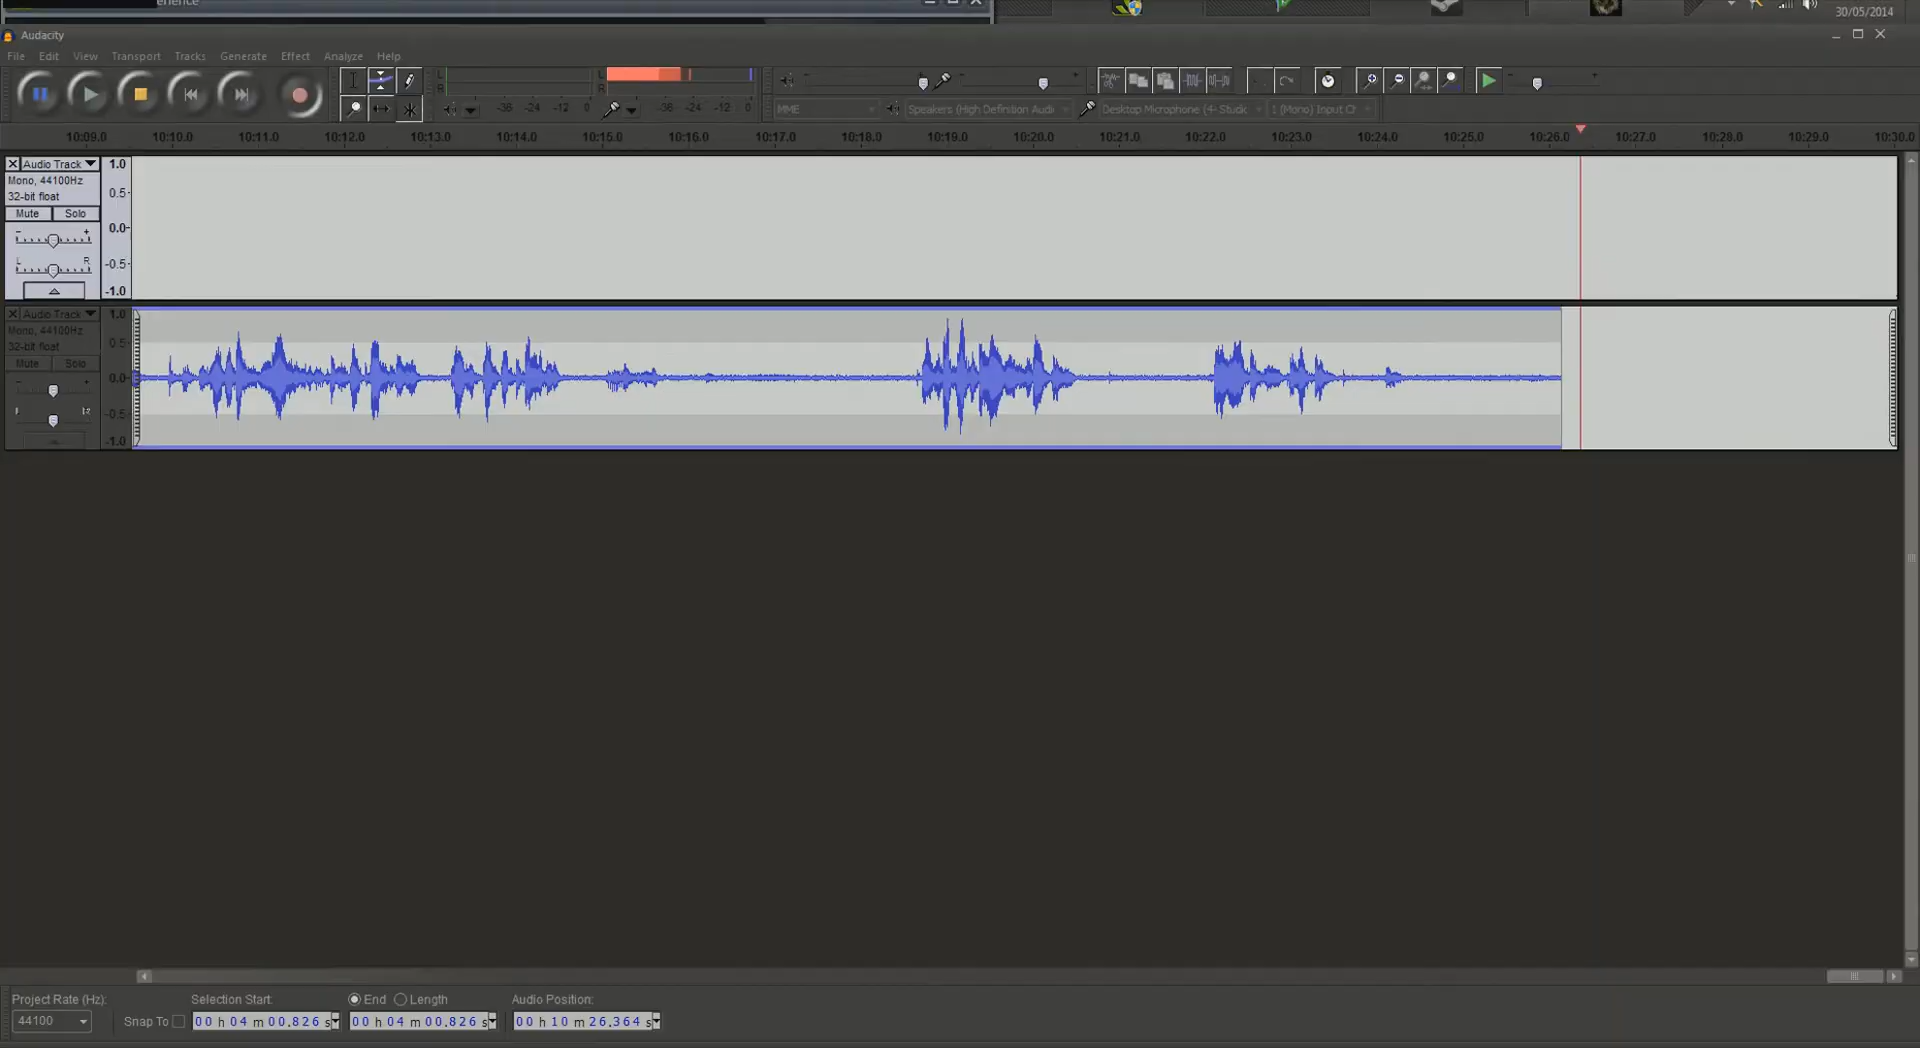 erience
30/05/2014
Audacity
File Edit View Transport Tracks Generate Effect Analyze Help
L
R
-36 -24 -12 0
L
R
-36 -24 -12 0
MME
Speakers (High Definition Audi
Desktop Microphone (4- Studic
1 (Mono) Input Ch
10:09.0 10:10.0 10:11.0 10:12.0 10:13.0 10:14.0 10:15.0 10:16.0 10:17.0 10:18.0 10:19.0 10:20.0 10:21.0 10:22.0 10:23.0 10:24.0 10:25.0 10:26.0 10:27.0 10:28.0 10:29.0 10:30.0
Audio Track 1.0
Mono, 44100Hz
32-bit float 0.5
Mute Solo
0.0
- +
L R -0.5
-1.0
Audio Track 1.0
Mono, 44100Hz
32-bit float 0.5
Mute Solo
0.0
- +
-0.5
-1.0
Project Rate (Hz): Selection Start: End Length Audio Position:
44100 Snap To 00 h 04 m 00.826 s 00 h 04 m 00.826 s 00 h 10 m 26.364 s